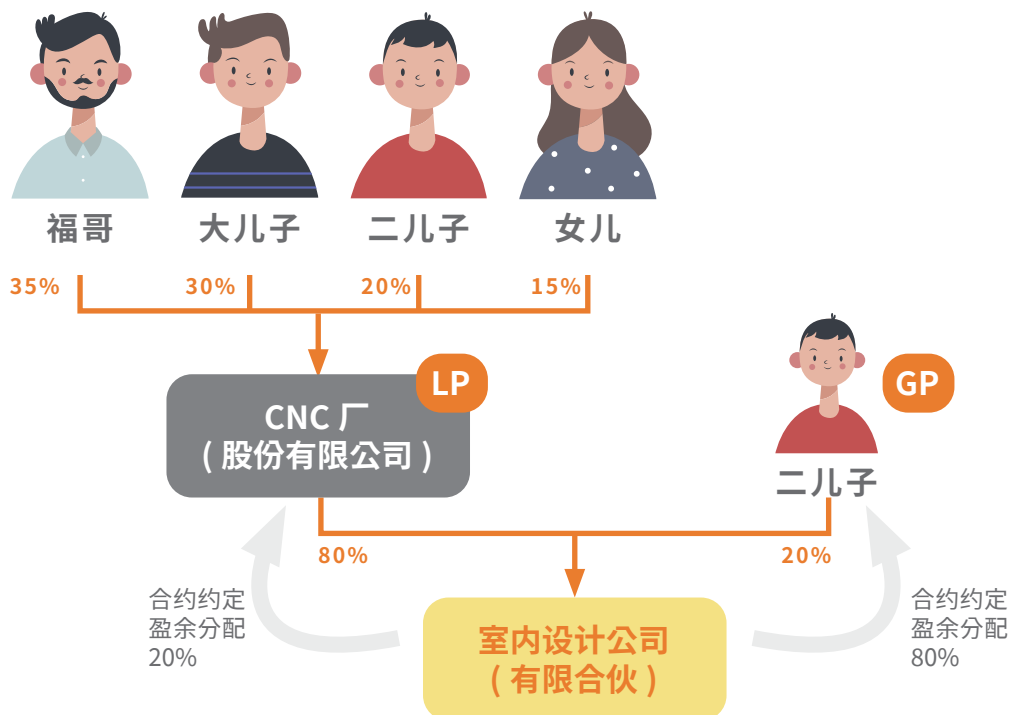 福哥
大儿子
二儿子
女儿
35%
30%
20%
15%
LP
CNC 厂
( 股份有限公司 )
GP
二儿子
80%
20%
合约约定
盈余分配
20%
室内设计公司
( 有限合伙 )
合约约定
盈余分配
80%